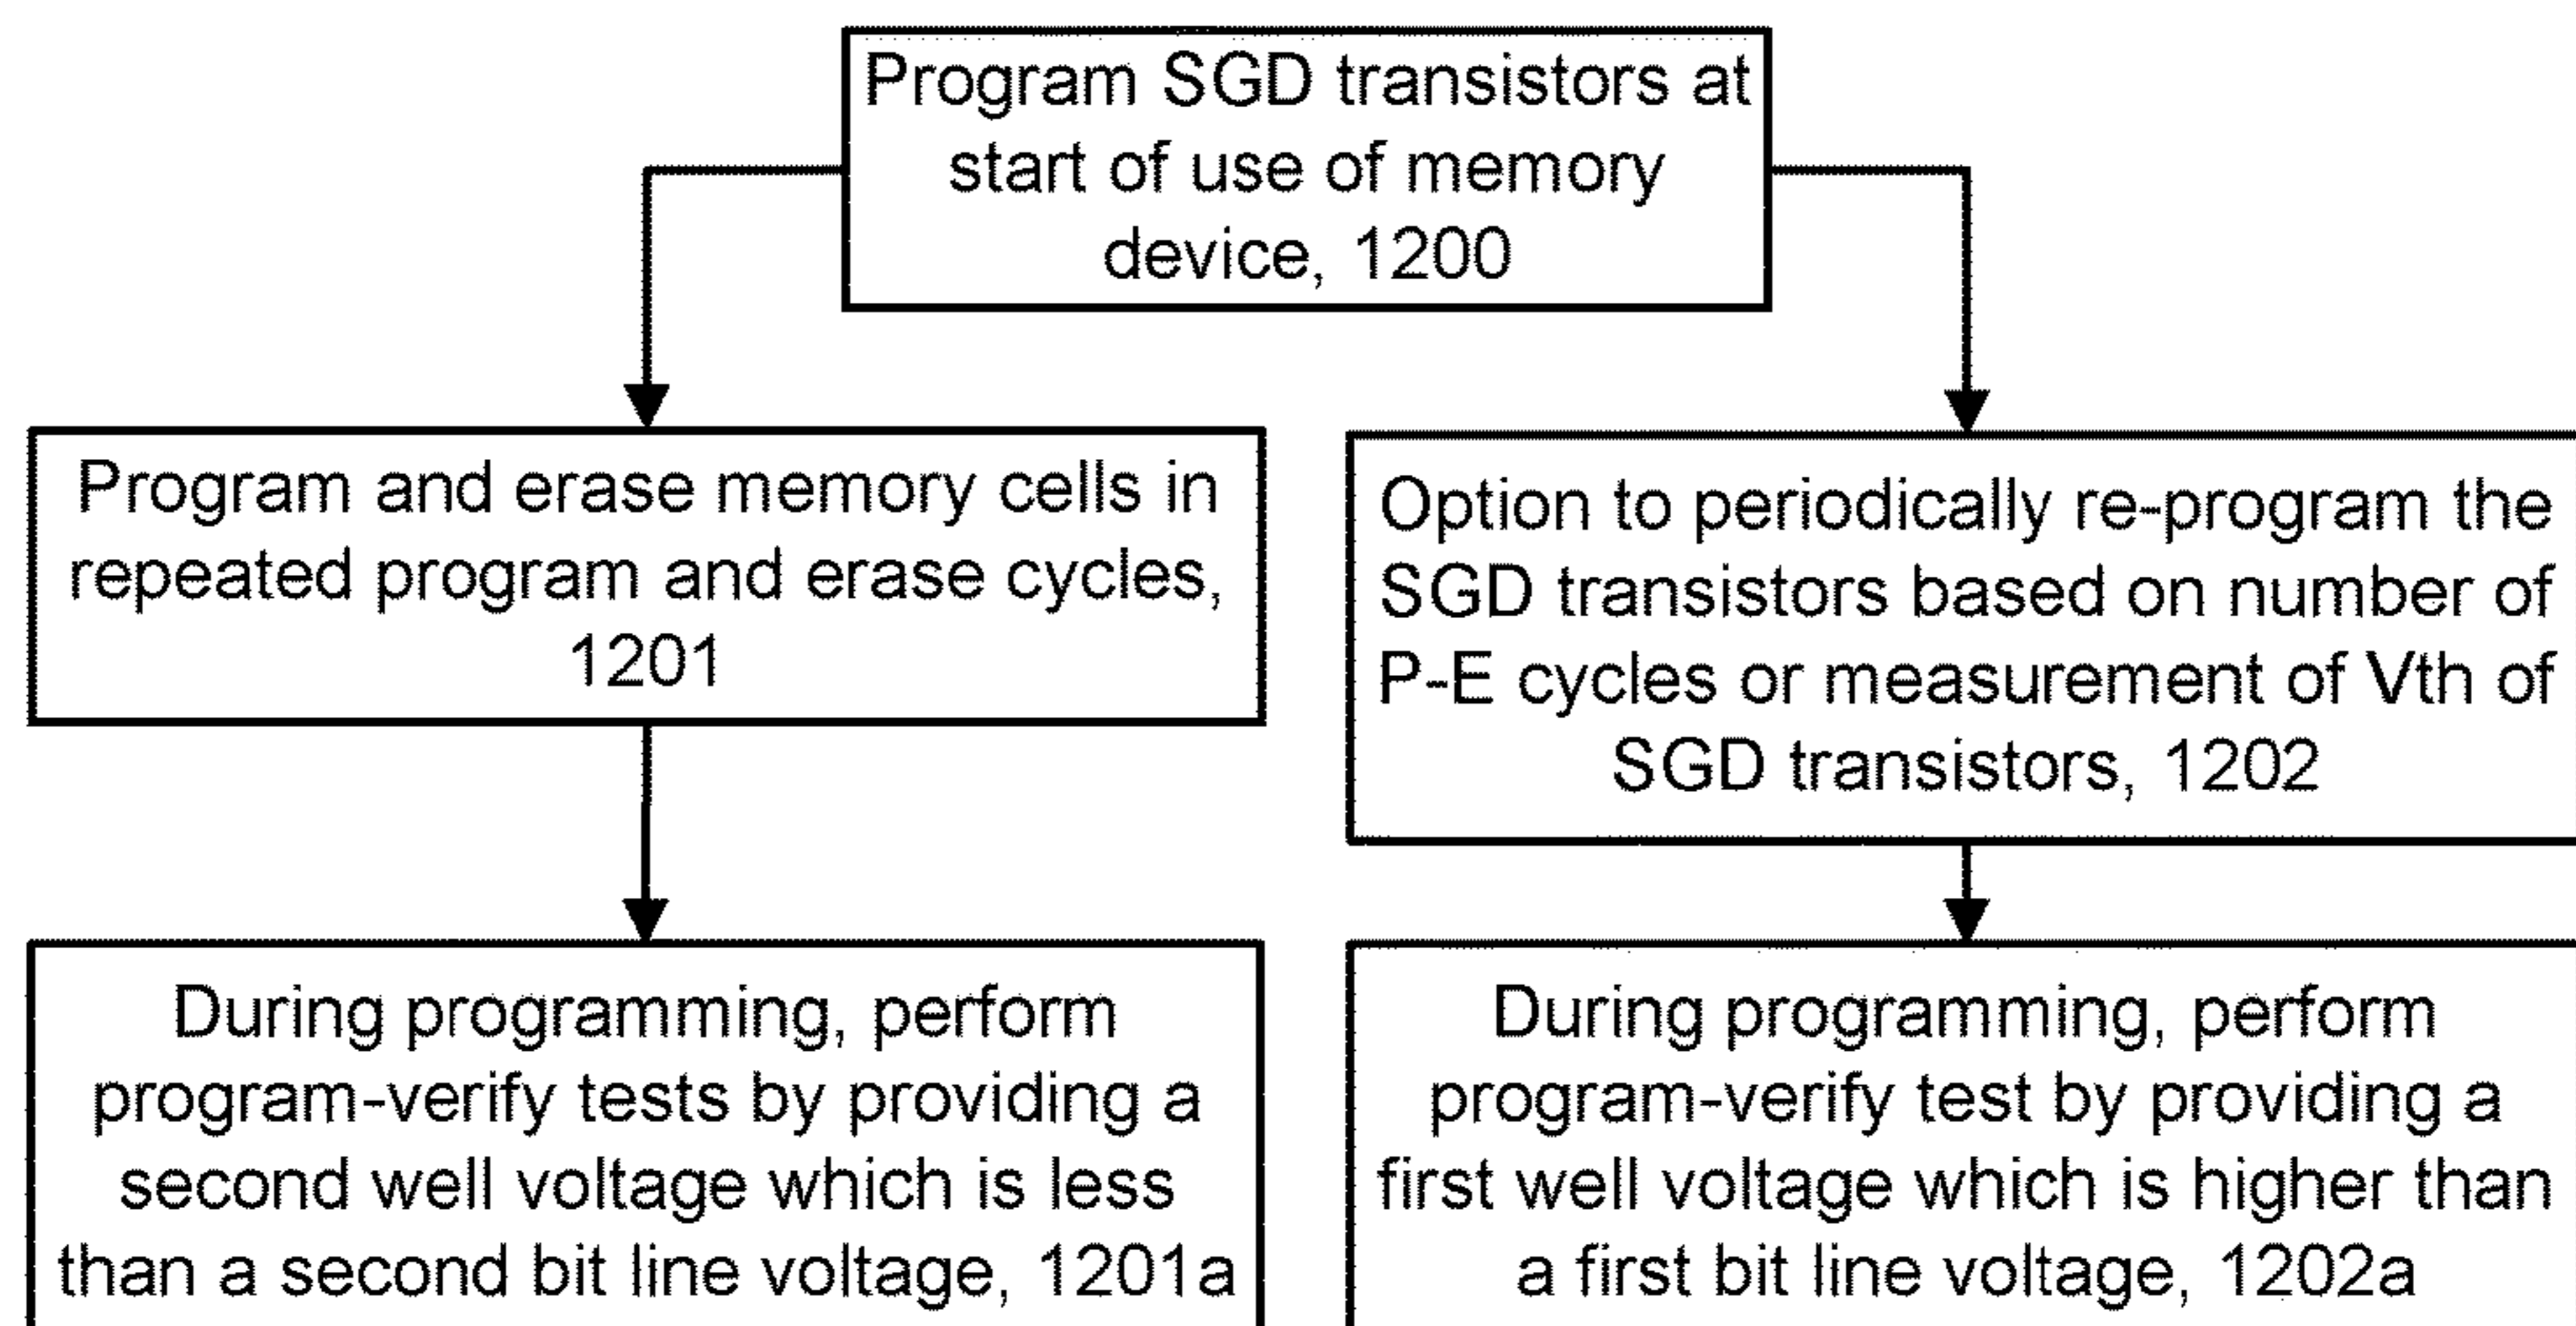 Program SGD transistors at
start of use of memory
device, 1200
Program and erase memory cells in
repeated program and erase cycles,
1201
Option to periodically re-program the
SGD transistors based on number of
P-E cycles or measurement of Vth of
SGD transistors, 1202
During programming, perform
program-verify tests by providing a
second well voltage which is less
than a second bit line voltage, 1201a
During programming, perform
program-verify test by providing a
first well voltage which is higher than
a first bit line voltage, 1202a